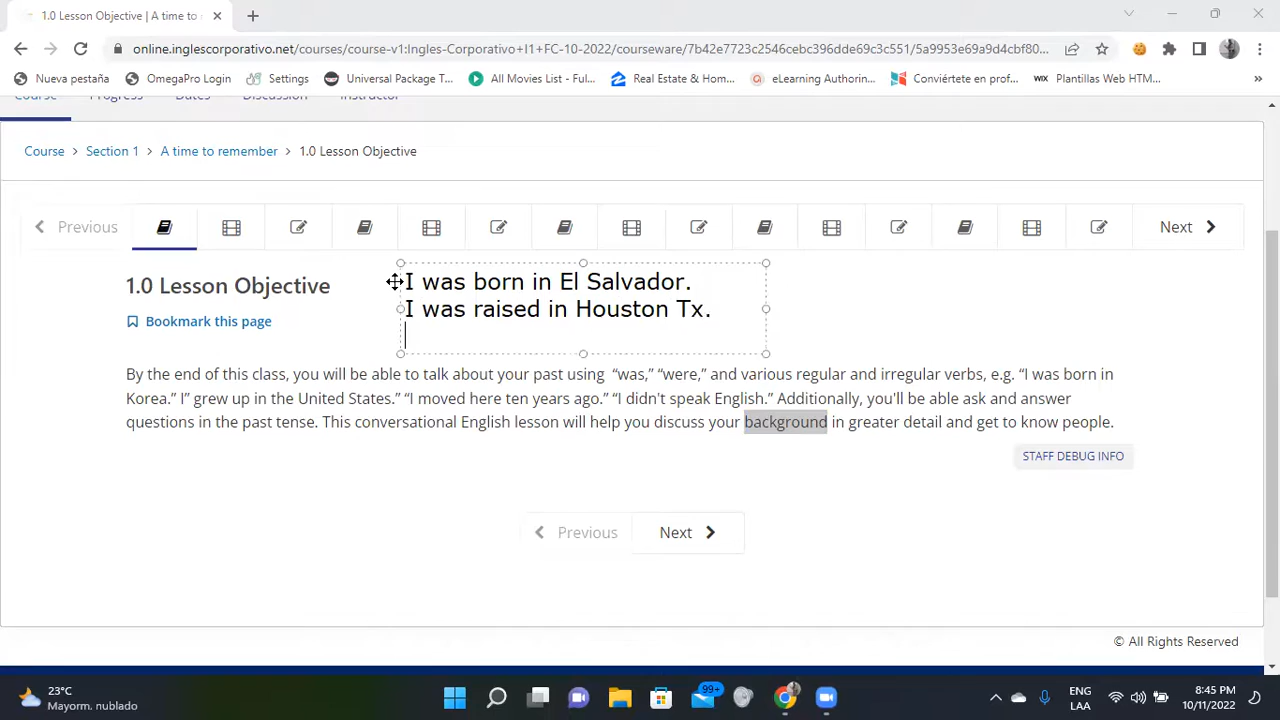 1.0 Lesson Objective | A time to
online.inglescorporativo.net/courses/course-v1:Ingles-Corporativo+I1+FC-10-2022/courseware/7b42e7723c2546cebc396dde69c3c551/5a9953e69a9d4cbf80...
Nueva pestaña OmegaPro Login Settings Universal Package T... All Movies List - Ful... Real Estate & Hom... eLearning Authorin... Conviértete en prof... WIX Plantillas Web HTM... »
Course Progress Dates Discussion Instructor
Course > Section 1 > A time to remember > 1.0 Lesson Objective
Previous Next
1.0 Lesson Objective
Bookmark this page
I was born in El Salvador.
I was raised in Houston Tx.
By the end of this class, you will be able to talk about your past using “was,” “were,” and various regular and irregular verbs, e.g. “I was born in
Korea.” I” grew up in the United States.” “I moved here ten years ago.” “I didn't speak English.” Additionally, you'll be able ask and answer
questions in the past tense. This conversational English lesson will help you discuss your background in greater detail and get to know people.
STAFF DEBUG INFO
Previous Next
© All Rights Reserved
23°C
Mayorm. nublado
99+
ENG
LAA
8:45 PM
10/11/2022